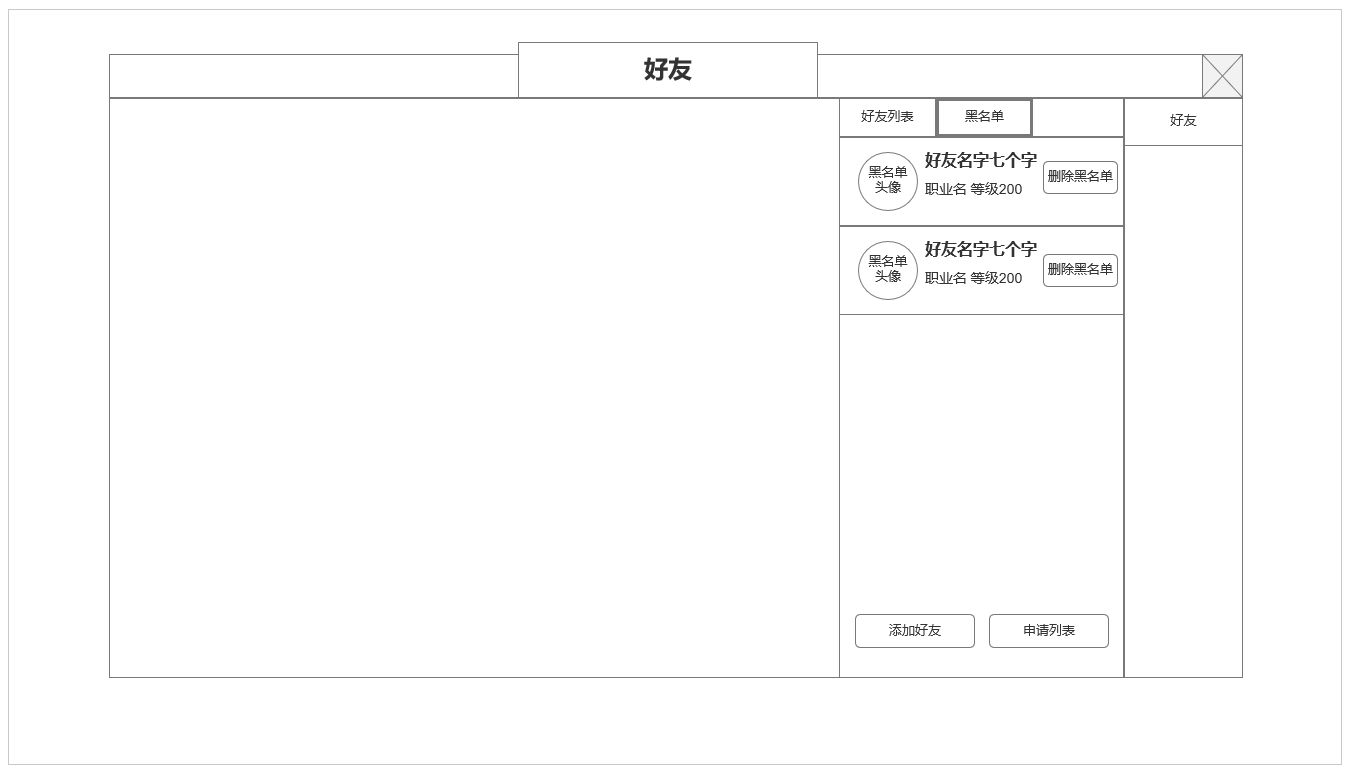 好友
好友列表
黑名单
好友
黑名单
头像
好友名字七个字
职业名 等级200
删除黑名单
黑名单
头像
好友名字七个字
职业名 等级200
删除黑名单
添加好友
申请列表